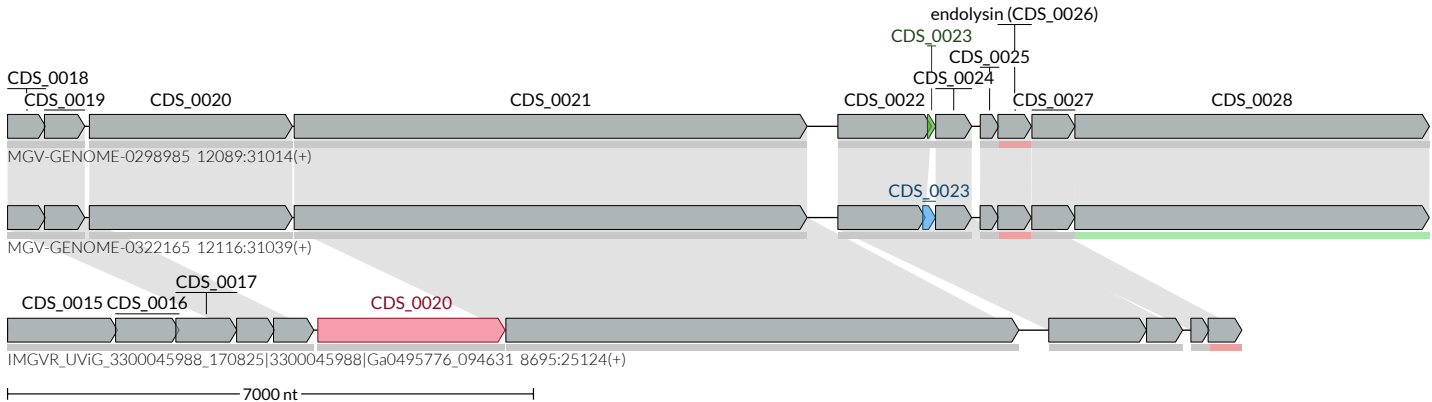 endolysin (CDS_0026)
CDS_0023
CDS_0025
CDS_0018 CDS_0024
CDS_0019 CDS_0020 CDS_0021 CDS_0022 CDS_0027 CDS_0028
MGV-GENOME-0298985 12089:31014(+)
CDS_0023
MGV-GENOME-0322165 12116:31039(+)
CDS_0017
CDS_0015 CDS_0016 CDS_0020
IMGVR_UViG_3300045988_170825|3300045988|Ga0495776_094631 8695:25124(+)
7000 nt